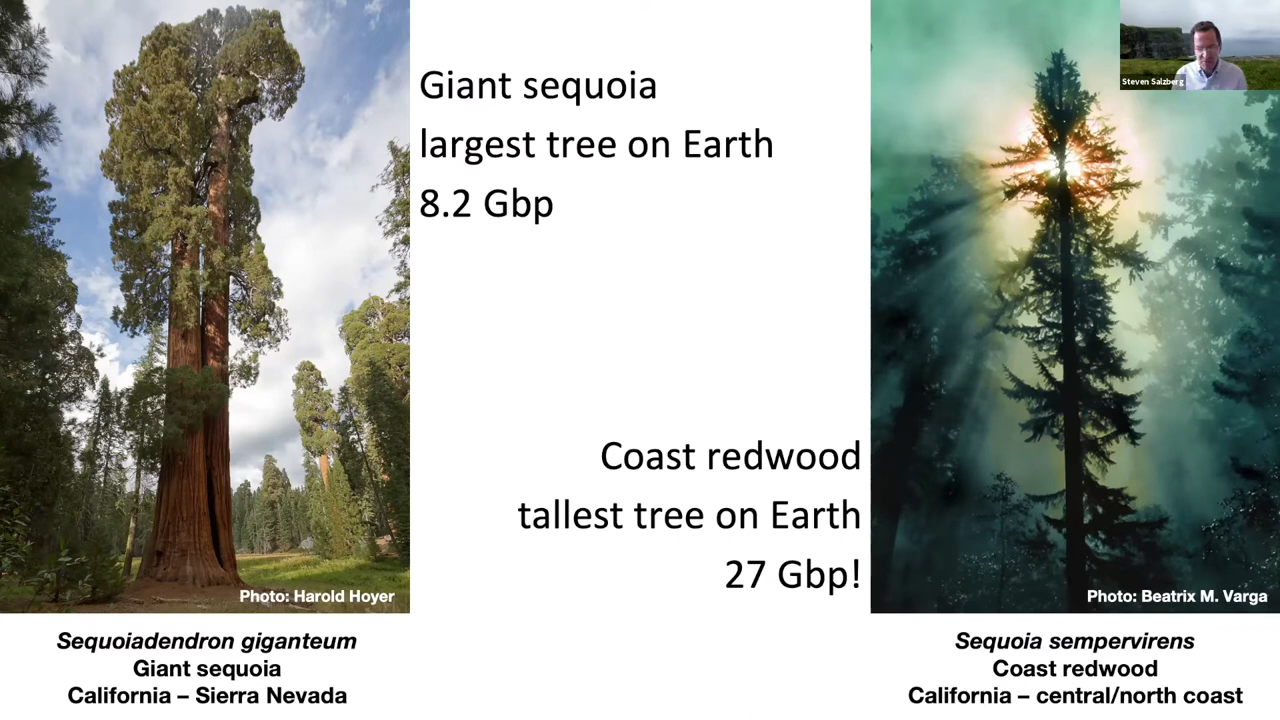 Giant sequoia
largest tree on Earth
8.2 Gbp
Coast redwood
tallest tree on Earth
27 Gbp!
Steven Salzberg
Photo: Harold Hoyer
Photo: Beatrix M. Varga
Sequoiadendron giganteum
Giant sequoia
California – Sierra Nevada
Sequoia sempervirens
Coast redwood
California – central/north coast